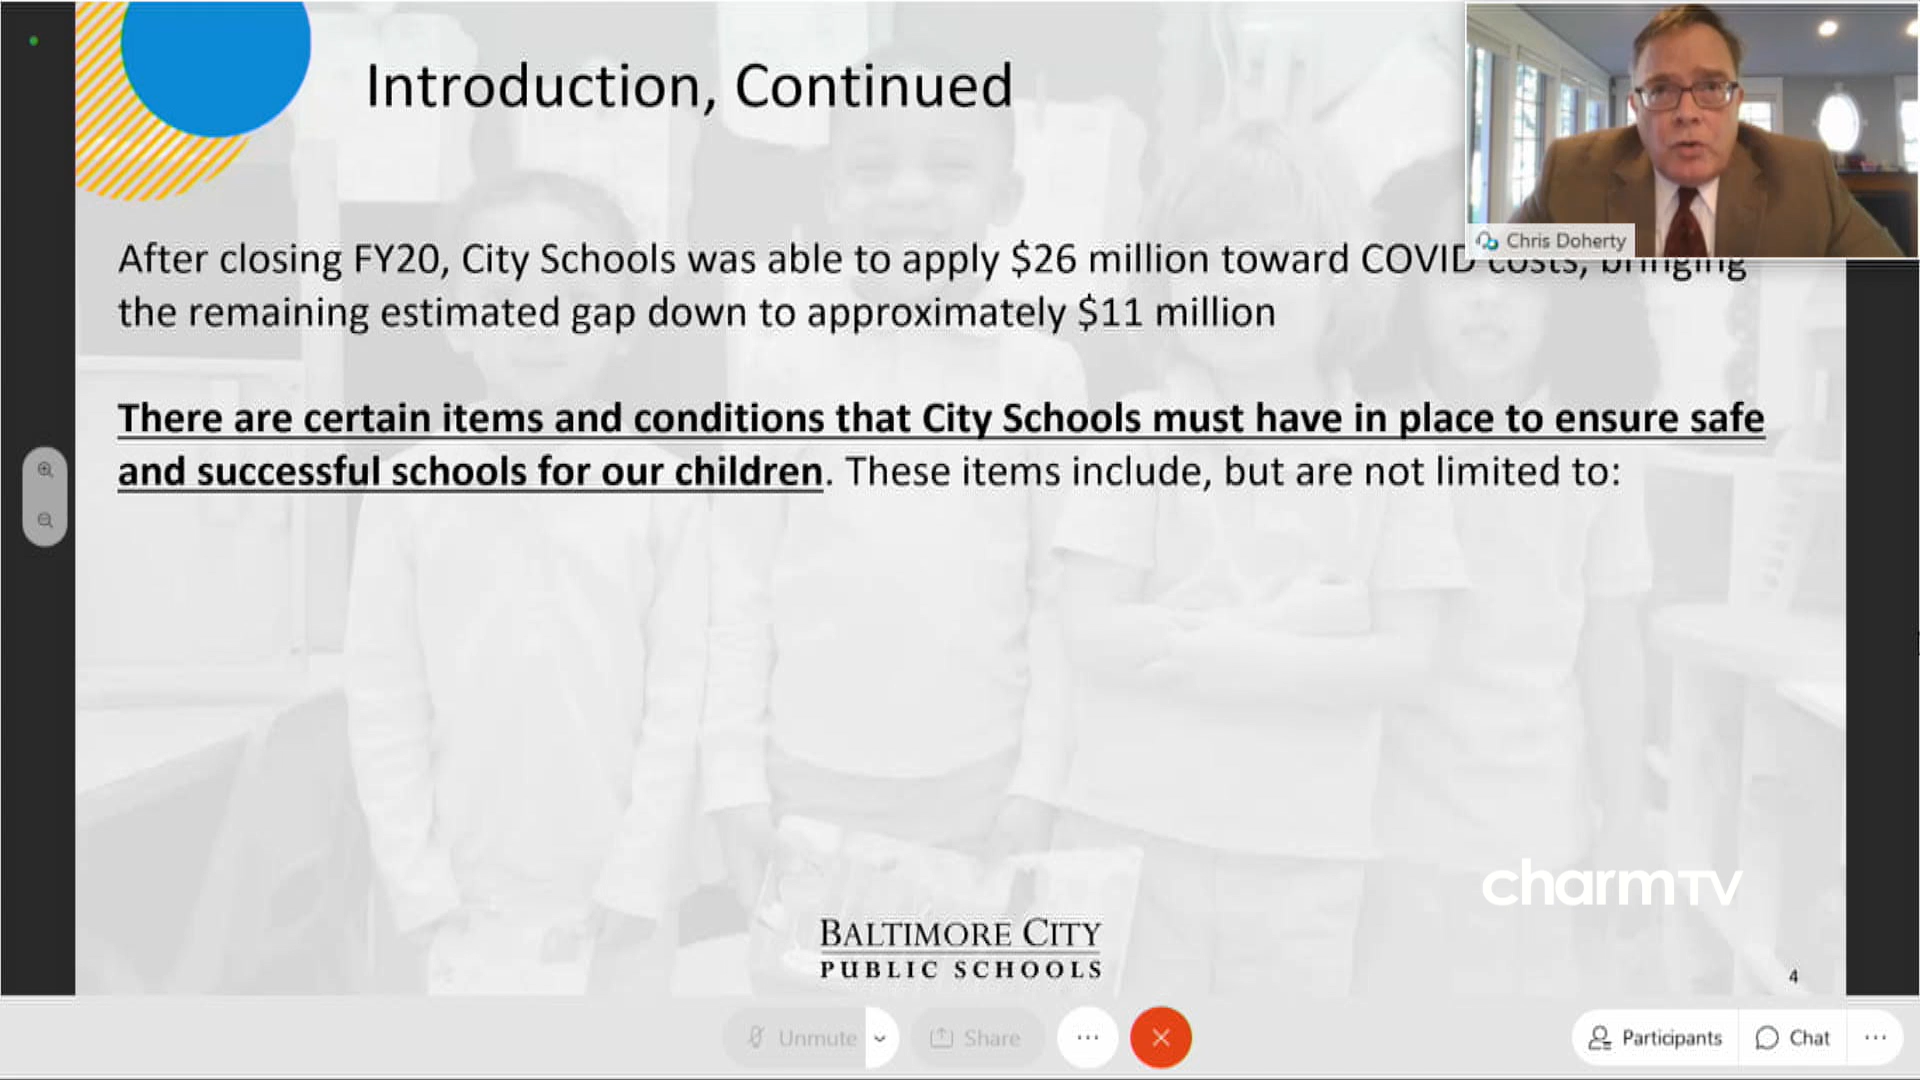 Introduction, Continued
Chris Doherty
After closing FY20, City Schools was able to apply $26 million toward COVID costs, bringing
the remaining estimated gap down to approximately $11 million
There are certain items and conditions that City Schools must have in place to ensure safe
and successful schools for our children. These items include, but are not limited to:
charmTV
BALTIMORE CITY
PUBLIC SCHOOLS
4
Unmute
Share
Participants
Chat